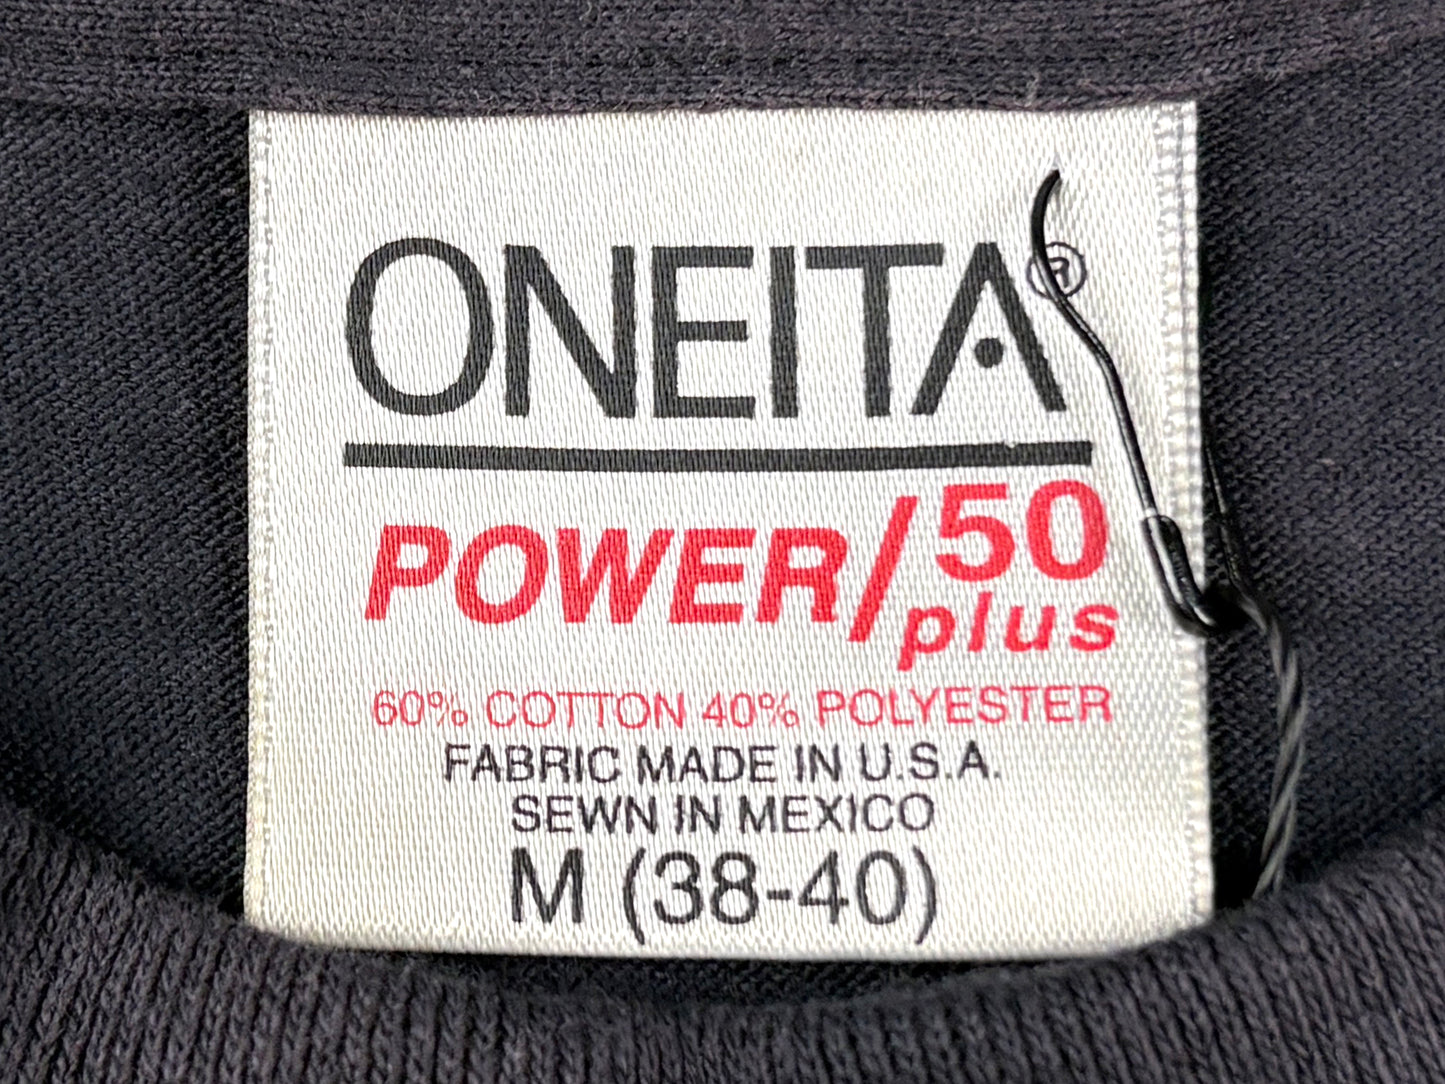 ONEITA®
POWER/50
plus
60% COTTON 40% POLYESTER
FABRIC MADE IN U.S.A.
SEWN IN MEXICO
M (38-40)